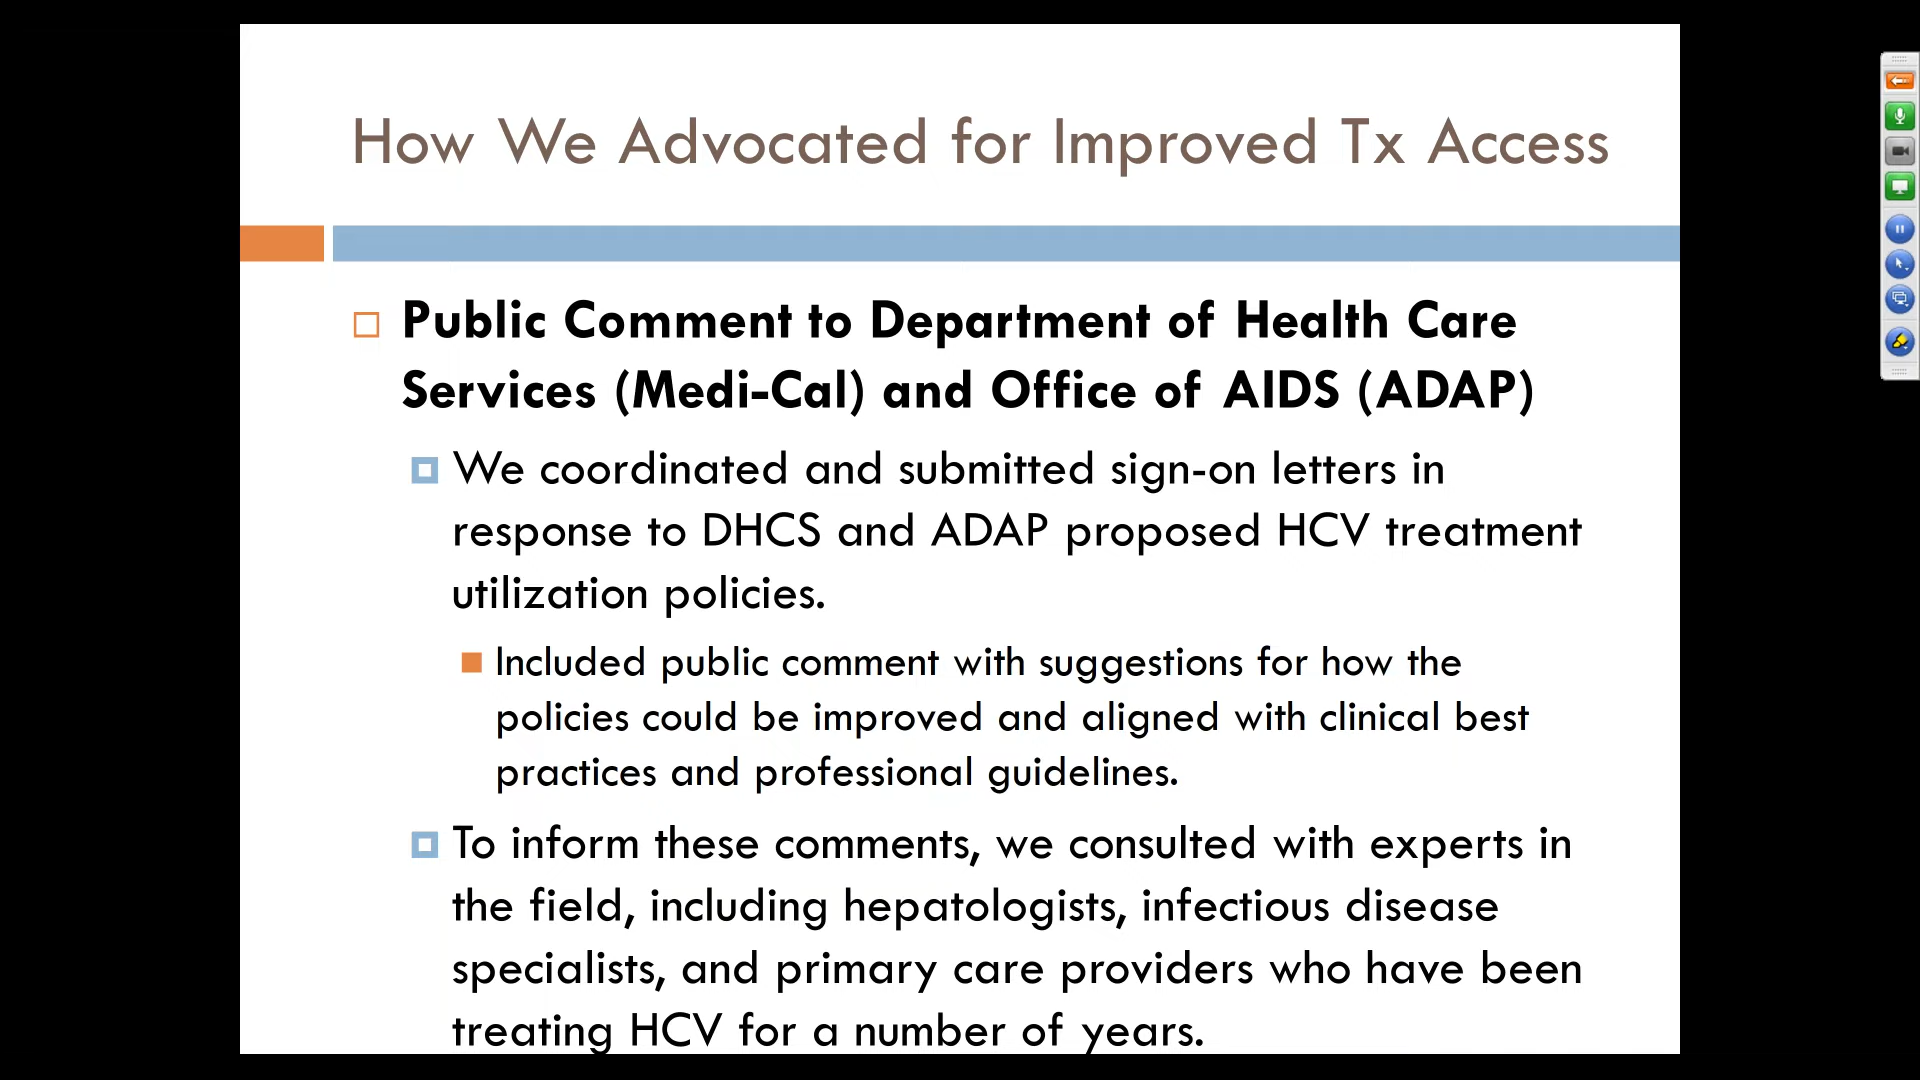 How We Advocated for Improved Tx Access
Public Comment to Department of Health Care
Services (Medi-Cal) and Office of AIDS (ADAP)
We coordinated and submitted sign-on letters in
response to DHCS and ADAP proposed HCV treatment
utilization policies.
Included public comment with suggestions for how the
policies could be improved and aligned with clinical best
practices and professional guidelines.
To inform these comments, we consulted with experts in
the field, including hepatologists, infectious disease
specialists, and primary care providers who have been
treating HCV for a number of years.